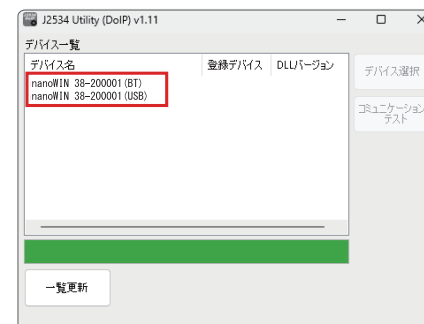 J2534 Utility (DoIP) v1.11
デバイス一覧
デバイス名 登録デバイス DLLバージョン
nanoWIN 38-200001(BT)
nanoWIN 38-200001(USB)
デバイス選択
コミュニケーション
テスト
一覧更新